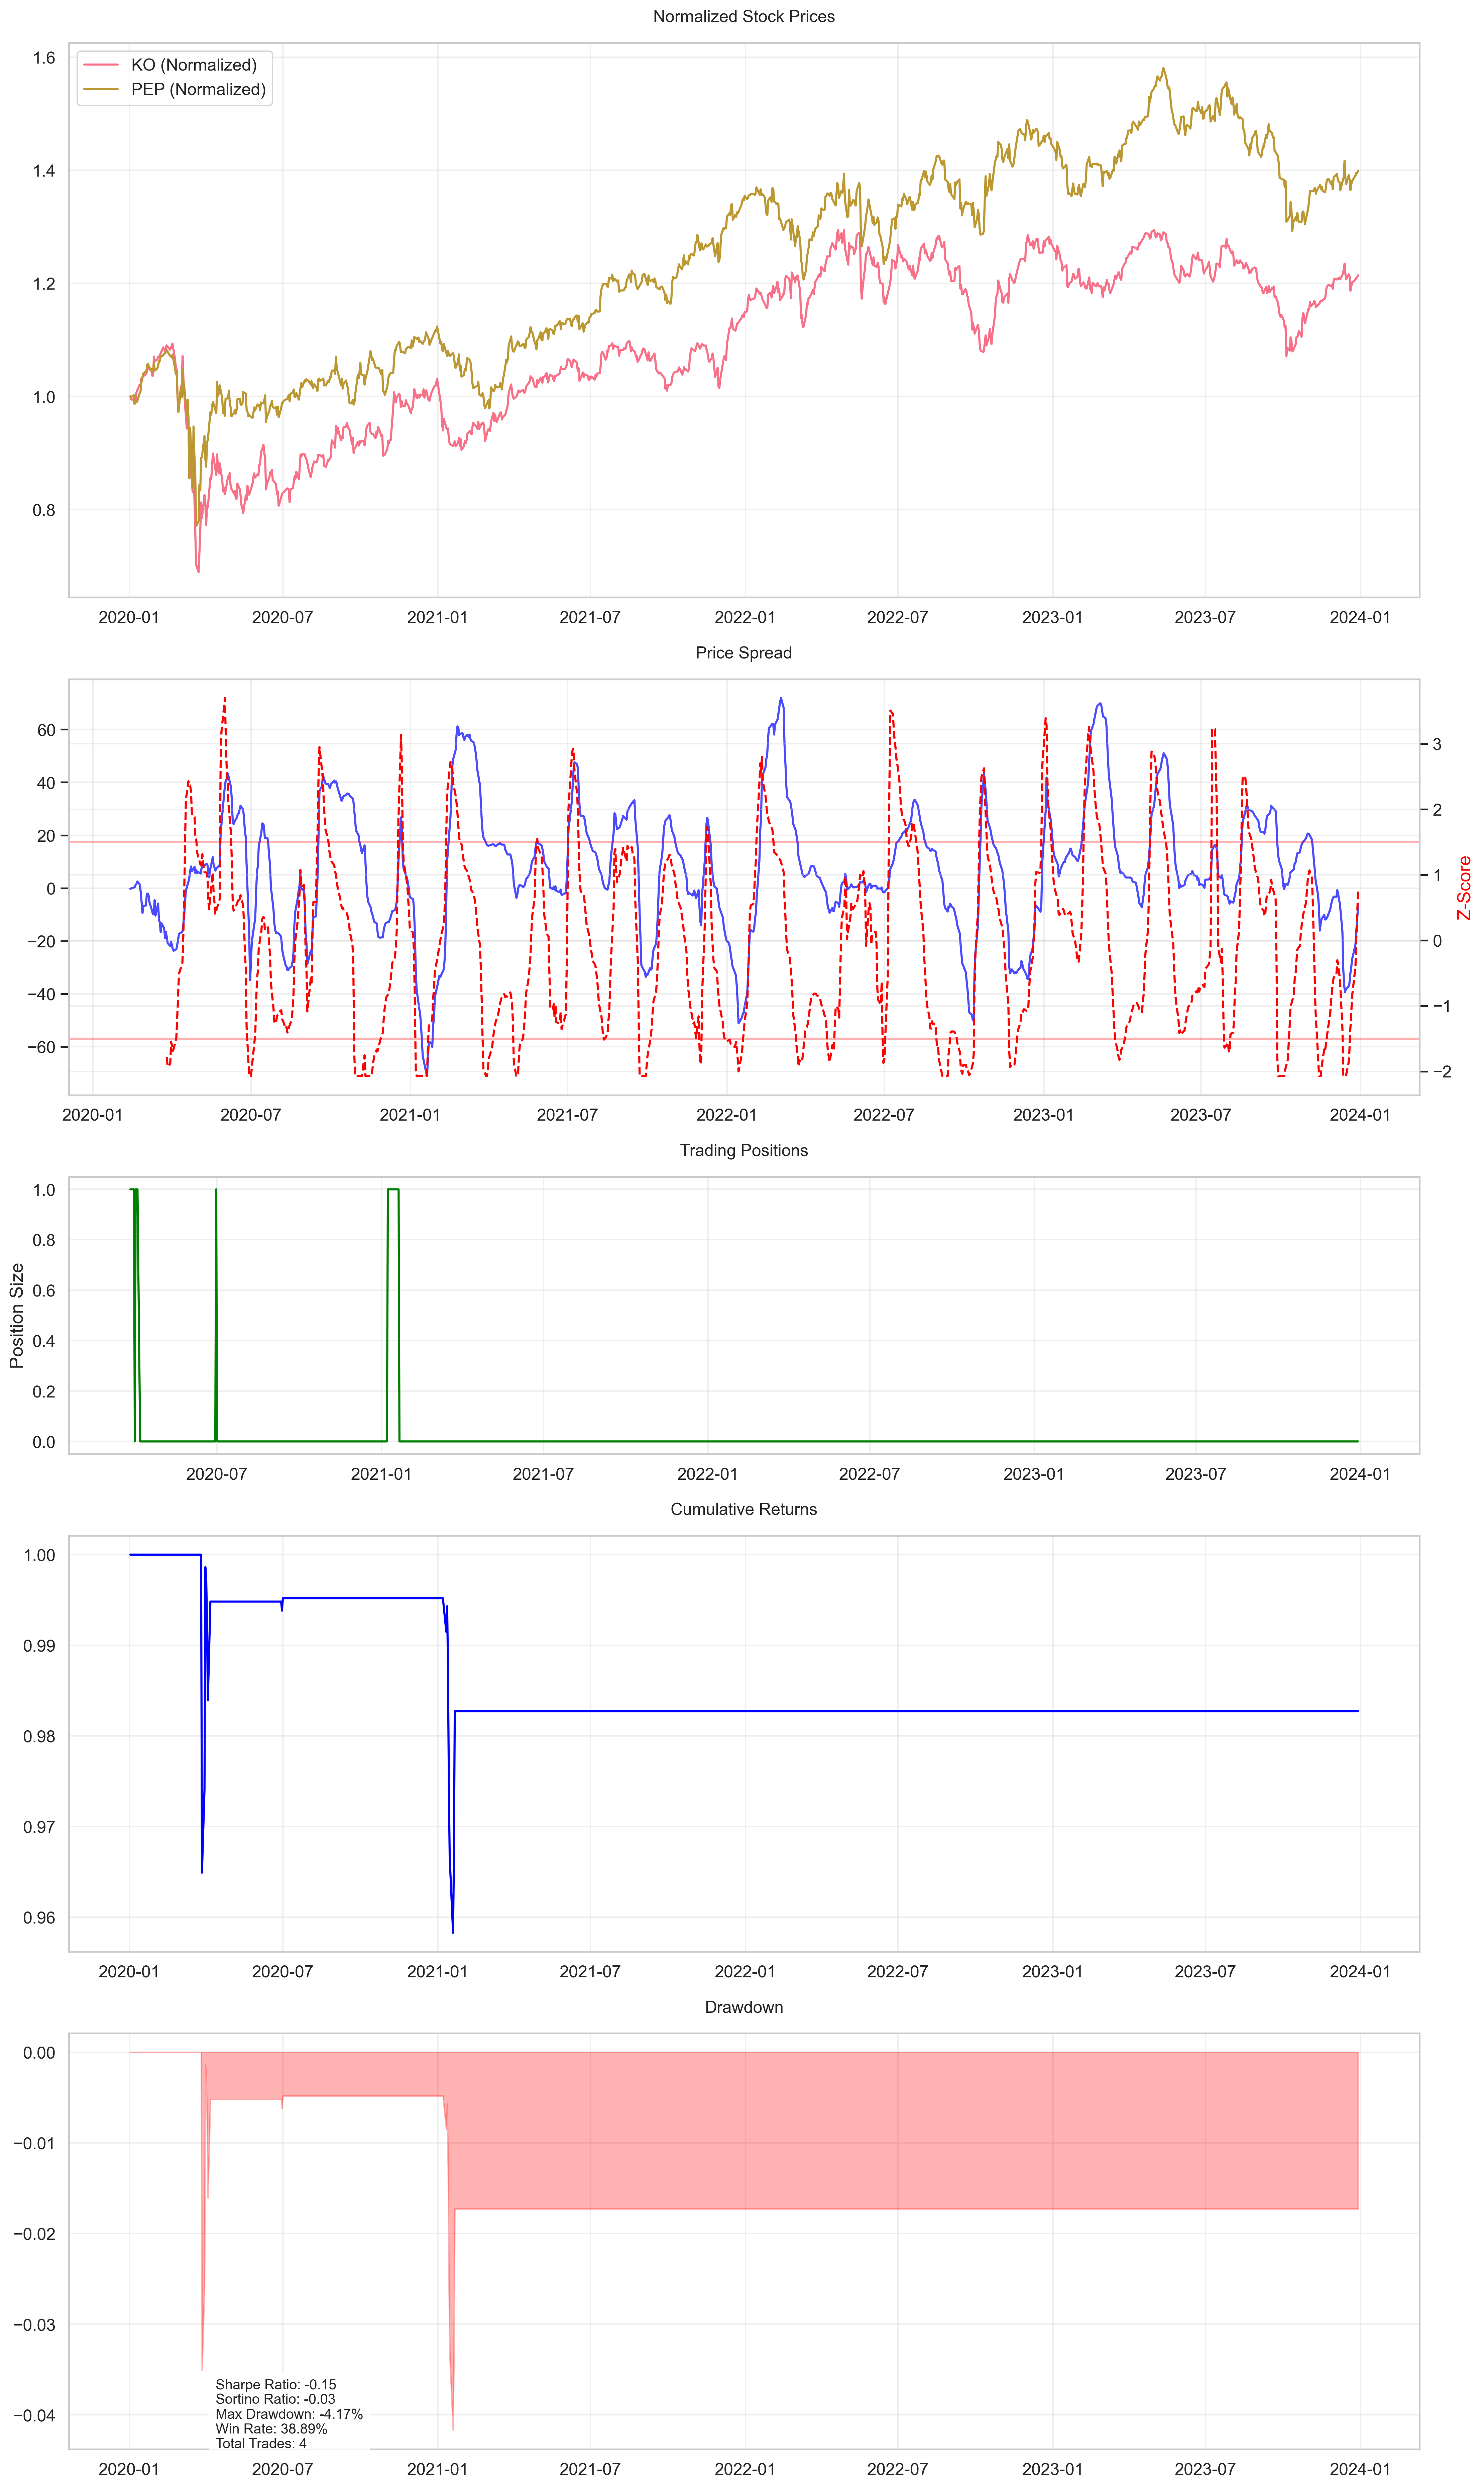 Normalized Stock Prices
KO (Normalized)
PEP (Normalized)
1.6
1.4
1.2
1.0
0.8
2020-01 2020-07 2021-01 2021-07 2022-01 2022-07 2023-01 2023-07 2024-01
Price Spread
60
40
20
0
−20
−40
−60
3
2
1
0
−1
−2
Z-Score
2020-01 2020-07 2021-01 2021-07 2022-01 2022-07 2023-01 2023-07 2024-01
Trading Positions
Position Size
1.0
0.8
0.6
0.4
0.2
0.0
2020-07 2021-01 2021-07 2022-01 2022-07 2023-01 2023-07 2024-01
Cumulative Returns
1.00
0.99
0.98
0.97
0.96
2020-01 2020-07 2021-01 2021-07 2022-01 2022-07 2023-01 2023-07 2024-01
Drawdown
0.00
−0.01
−0.02
−0.03
−0.04
Sharpe Ratio: -0.15
Sortino Ratio: -0.03
Max Drawdown: -4.17%
Win Rate: 38.89%
Total Trades: 4
2020-01 2020-07 2021-01 2021-07 2022-01 2022-07 2023-01 2023-07 2024-01